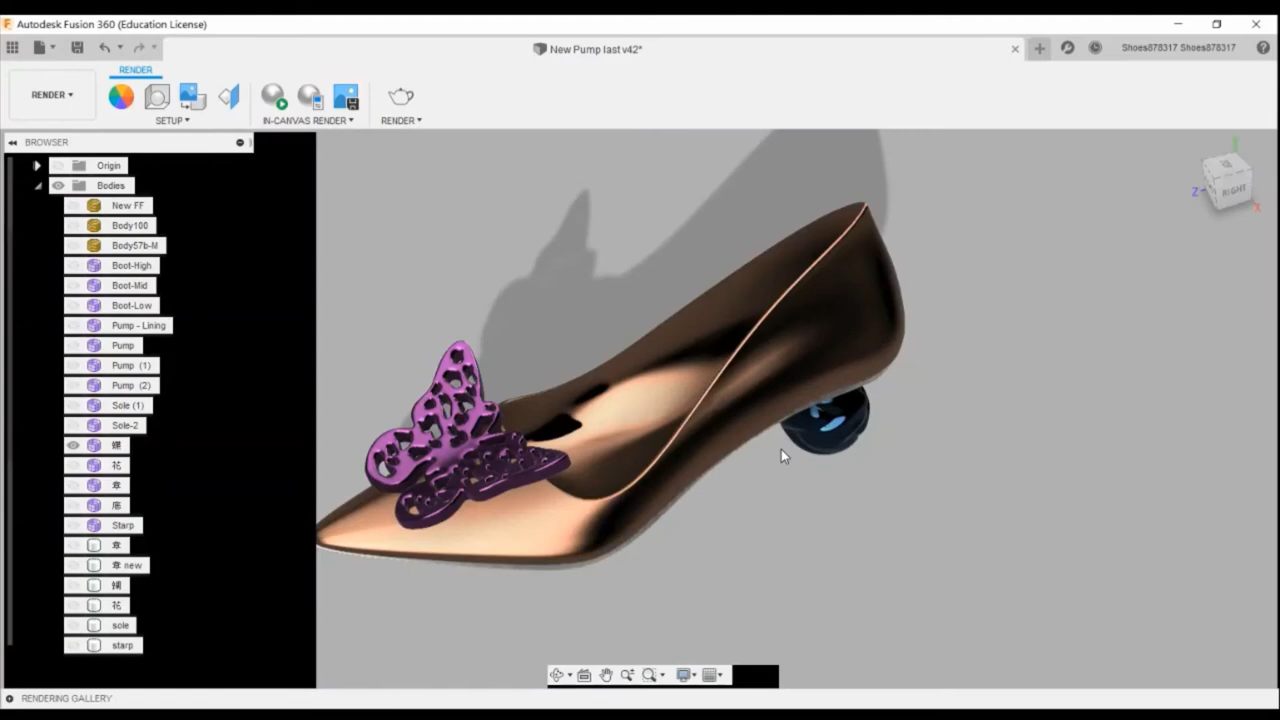 Autodesk Fusion 360 (Education License)
New Pump last v42*
Shoes878317 Shoes878317
RENDER
RENDER
SETUP
IN-CANVAS RENDER
RENDER
BROWSER
Origin
Bodies
New FF
Body100
Body57b-M
Boot-High
Boot-Mid
Boot-Low
Pump - Lining
Pump
Pump (1)
Pump (2)
Sole (1)
Sole-2
花
Starp
new
花
sole
starp
RIGHT
Z
X
Y
RENDERING GALLERY